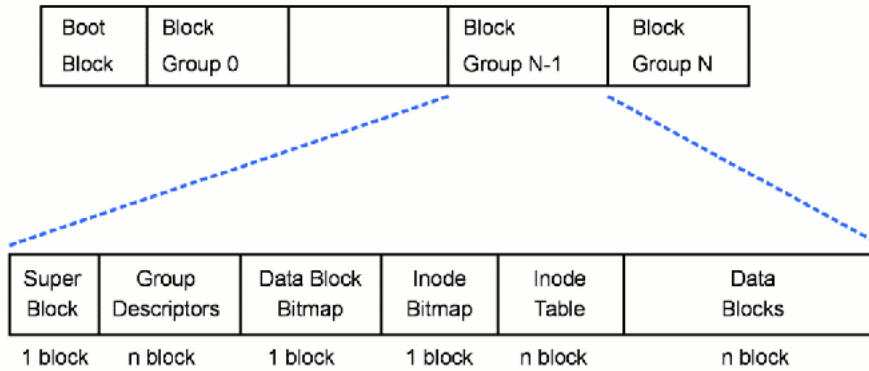 Boot Block Block Block
Block Group 0 Group N-1 Group N
Super Group Data Block Inode Inode Data
Block Descriptors Bitmap Bitmap Table Blocks
1 block n block 1 block 1 block n block n block